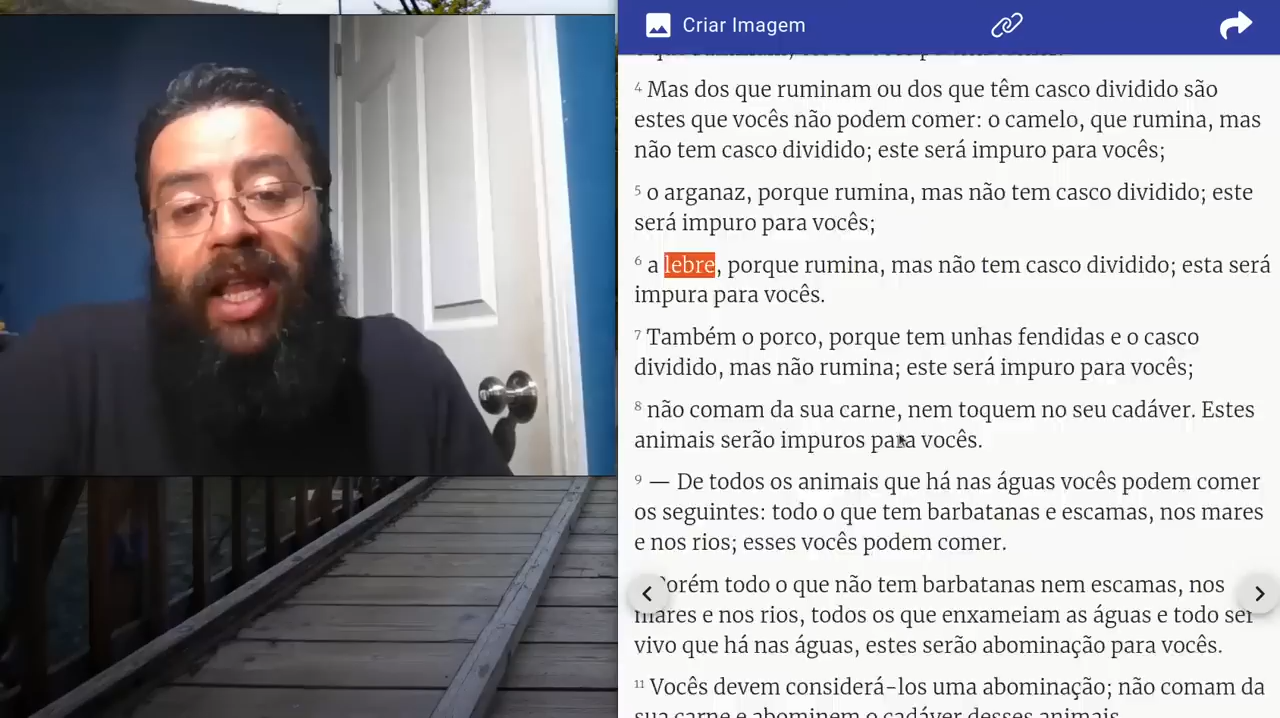 Criar Imagem
4 Mas dos que ruminam ou dos que têm casco dividido são
estes que vocês não podem comer: o camelo, que rumina, mas
não tem casco dividido; este será impuro para vocês;
5 o arganaz, porque rumina, mas não tem casco dividido; este
será impuro para vocês;
6 a lebre, porque rumina, mas não tem casco dividido; esta será
impura para vocês.
7 Também o porco, porque tem unhas fendidas e o casco
dividido, mas não rumina; este será impuro para vocês;
8 não comam da sua carne, nem toquem no seu cadáver. Estes
animais serão impuros para vocês.
9 — De todos os animais que há nas águas vocês podem comer
os seguintes: todo o que tem barbatanas e escamas, nos mares
e nos rios; esses vocês podem comer.
Porém todo o que não tem barbatanas nem escamas, nos
mares e nos rios, todos os que enxameiam as águas e todo ser
vivo que há nas águas, estes serão abominação para vocês.
11 Vocês devem considerá-los uma abominação; não comam da
sua carne e abominem o cadáver desses animais